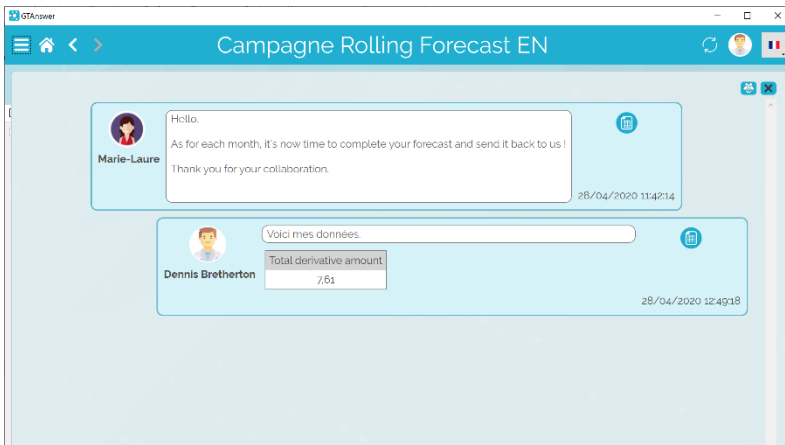 GTAnswer
Campagne Rolling Forecast EN
Hello,
As for each month, it's now time to complete your forecast and send it back to us !
Thank you for your collaboration.
Marie-Laure
28/04/2020 11:42:14
Voici mes données.
Total derivative amount
7,61
Dennis Bretherton
28/04/2020 12:49:18